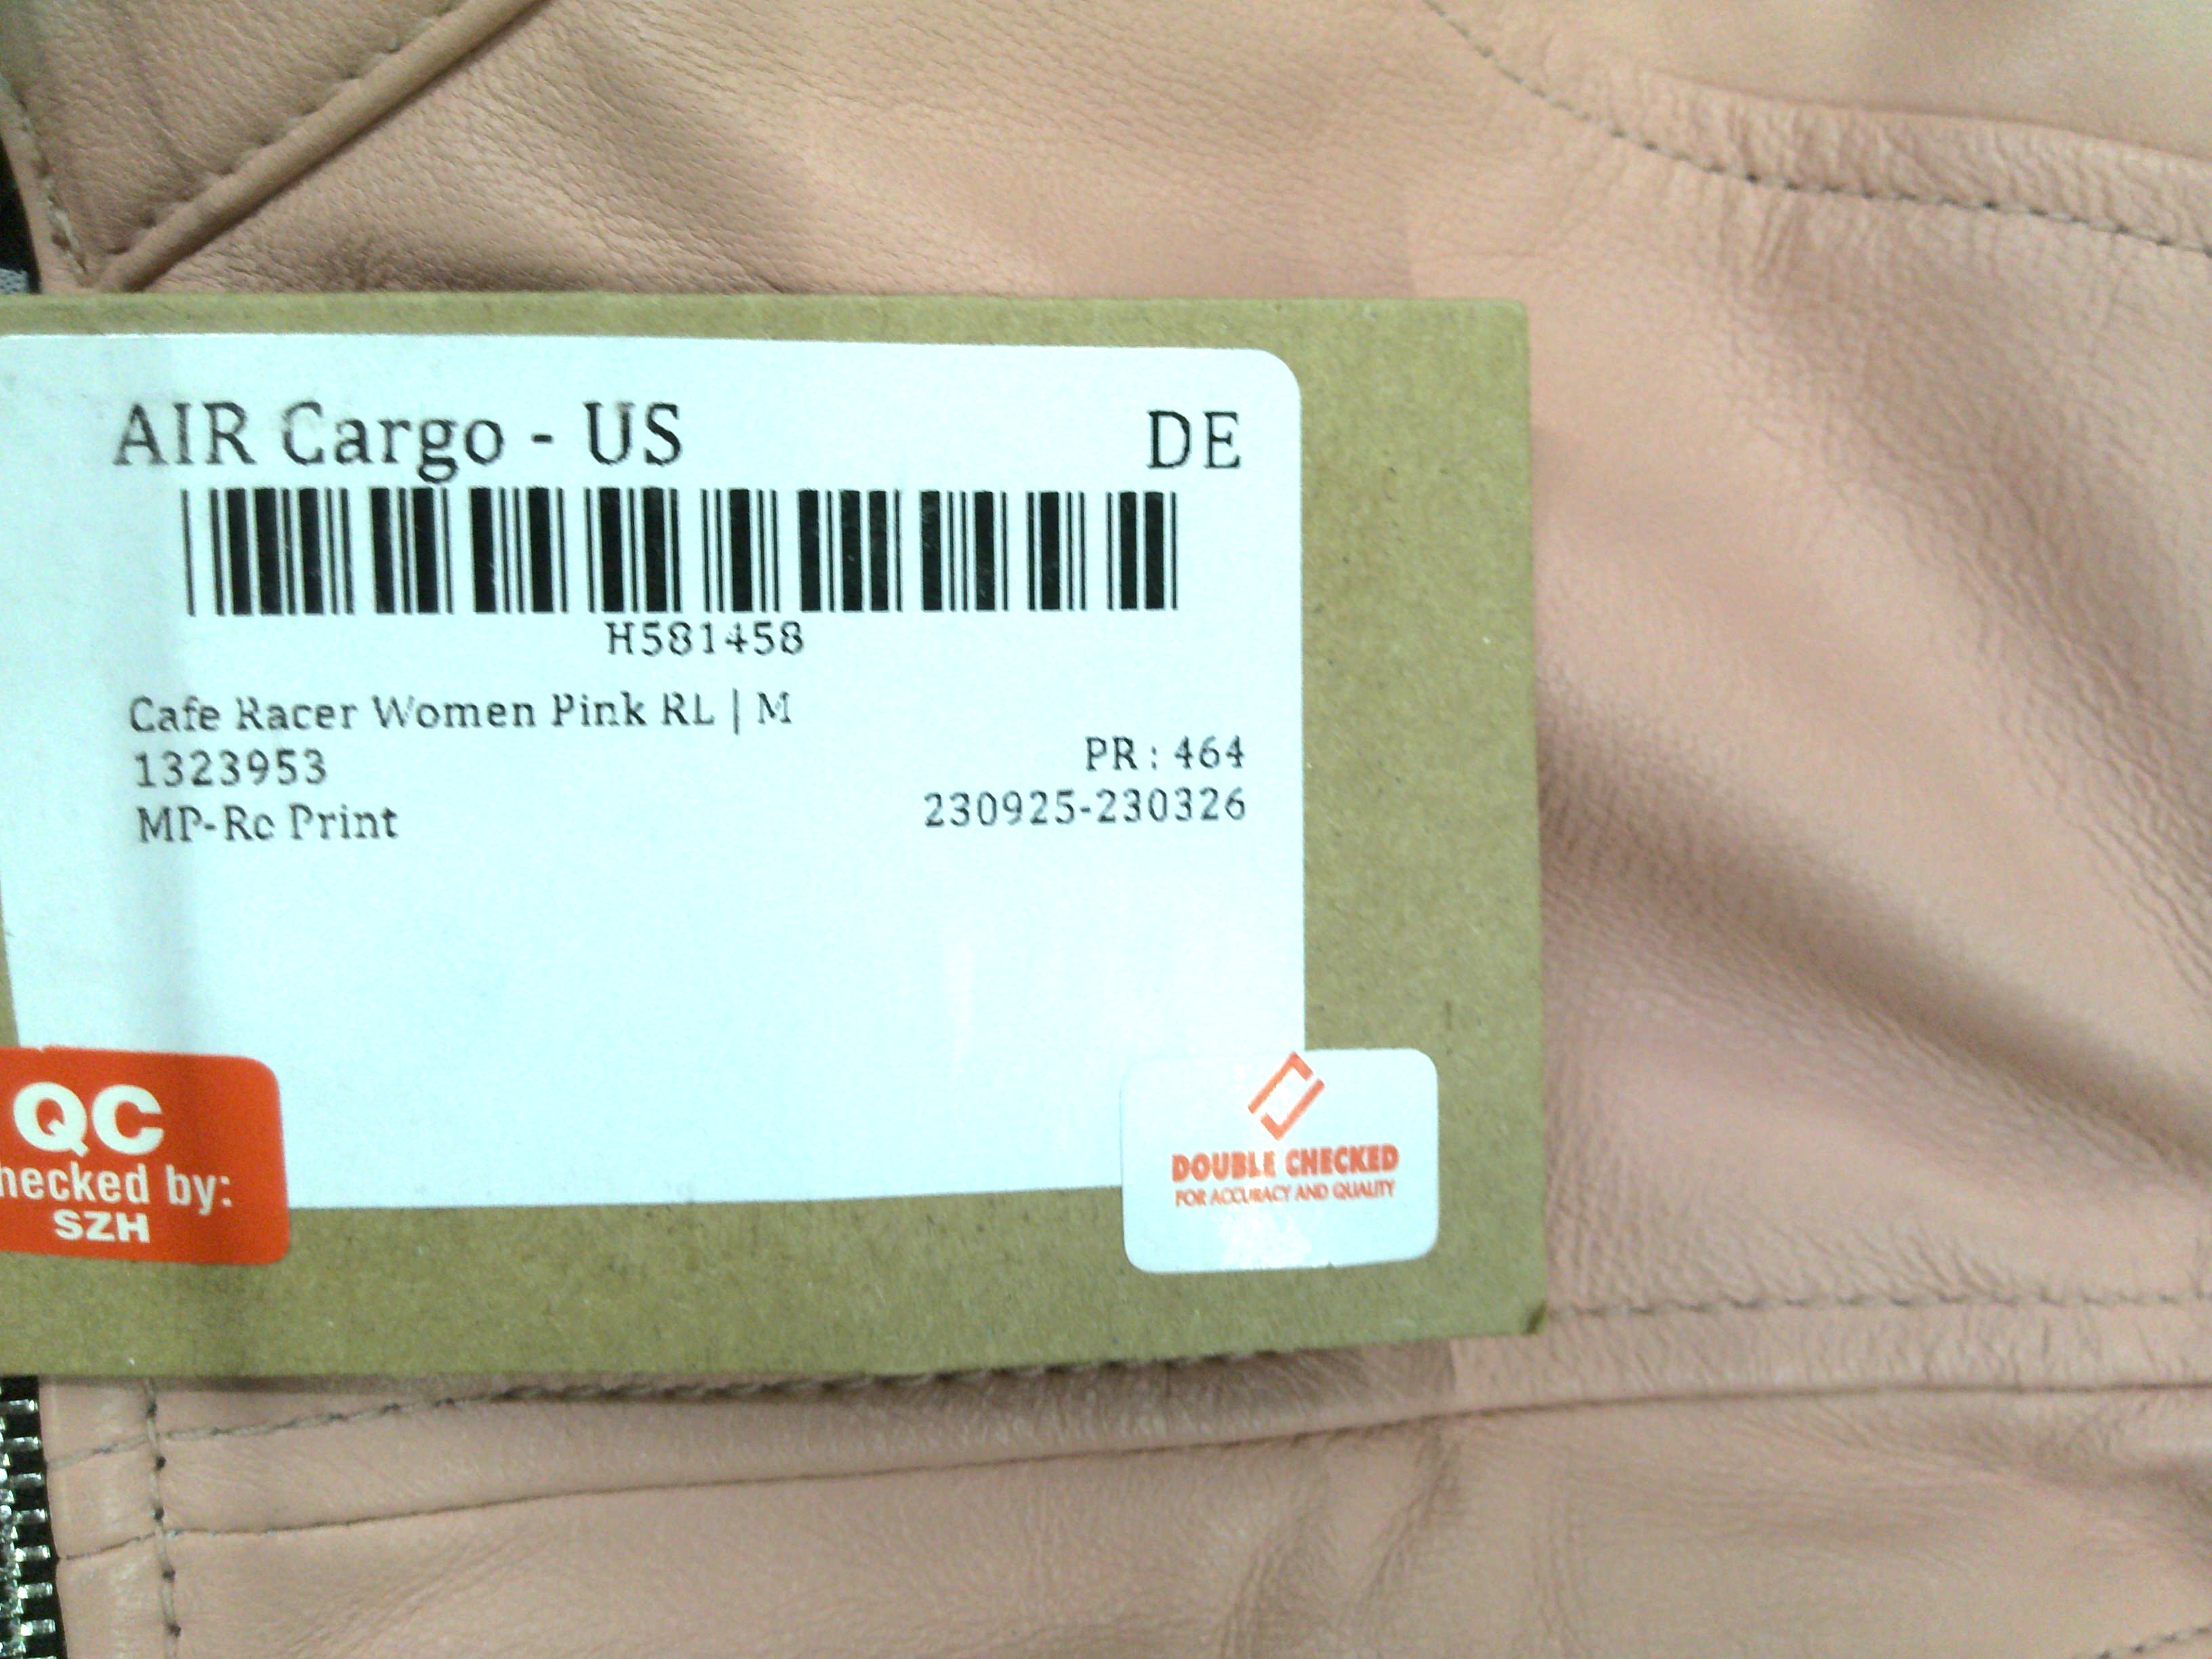 AIR Cargo - US DE
H581458
Cafe Racer Women Pink RL | M
1323953
PR : 464
MP-Rc Print
230925-230326
QC
hecked by:
SZH
DOUBLE CHECKED
FOR ACCURACY AND QUALITY